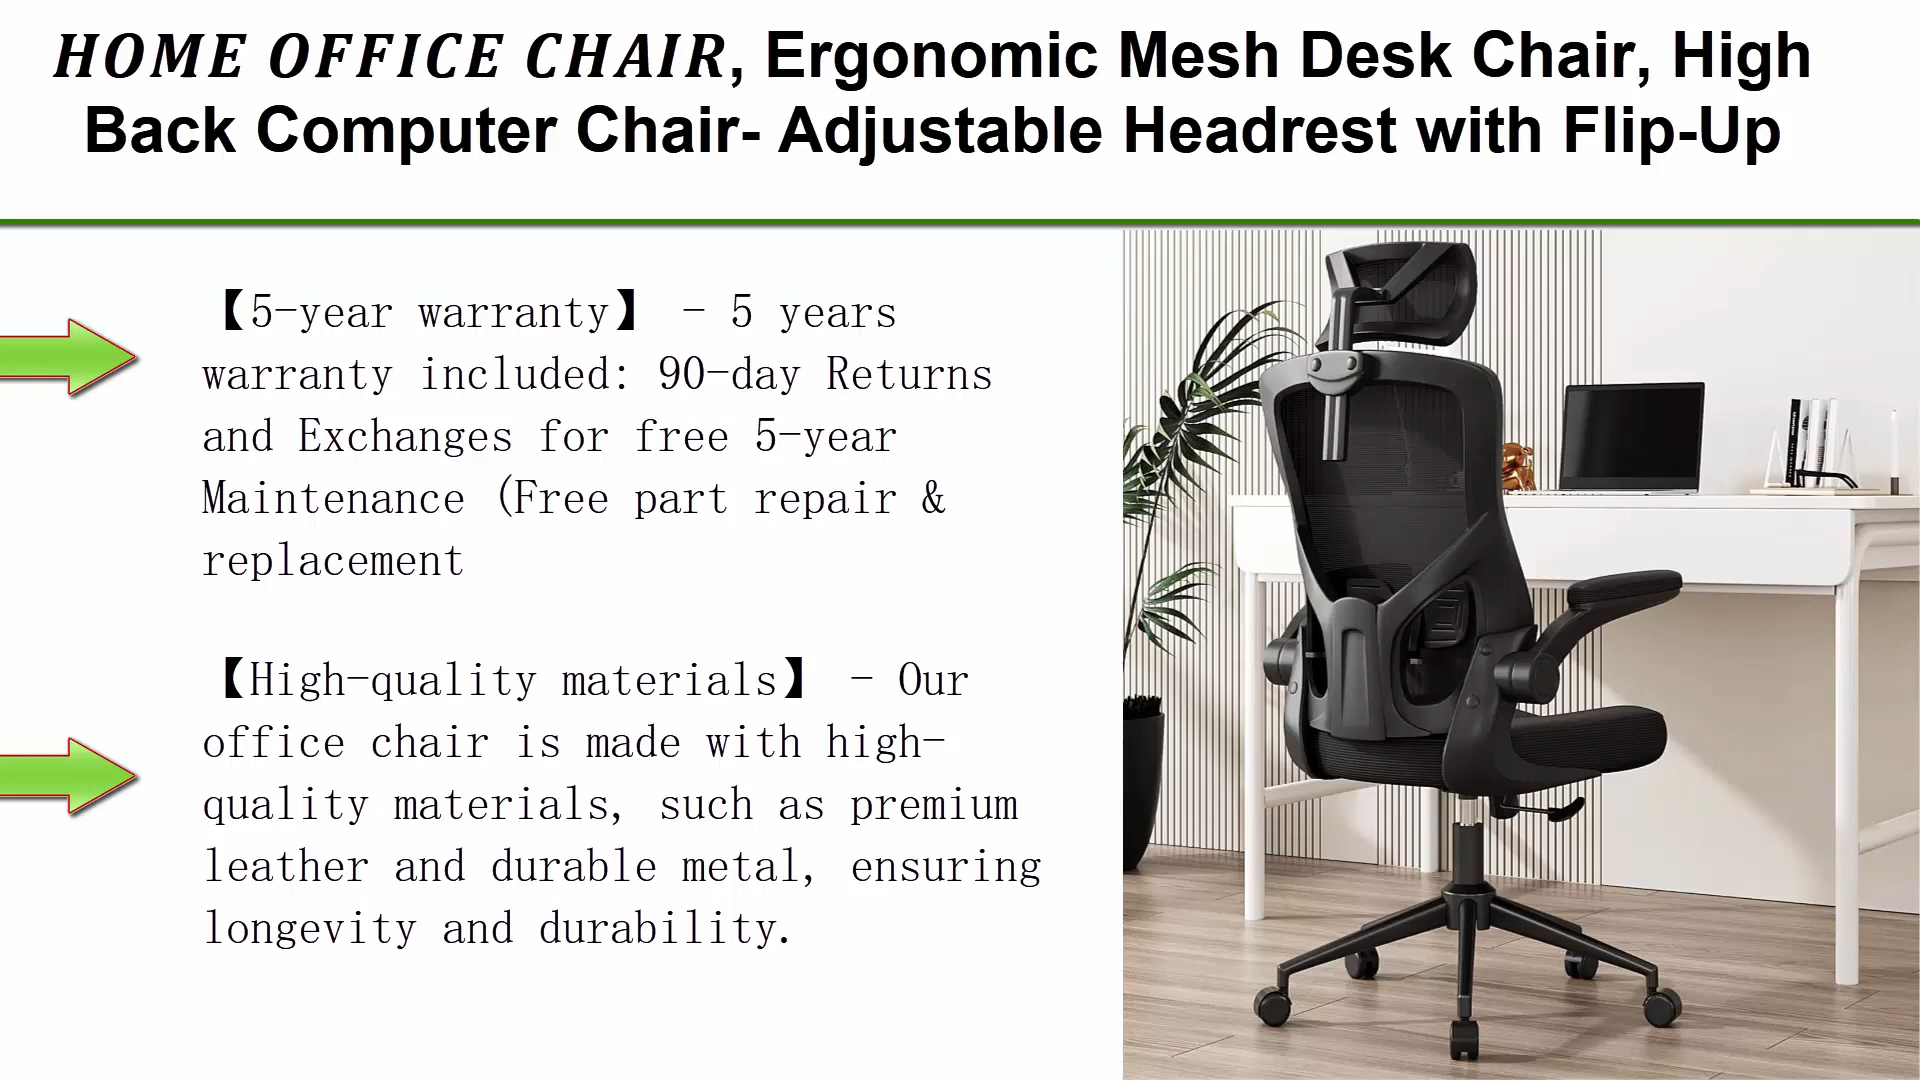 HOME OFFICE CHAIR, Ergonomic Mesh Desk Chair, High
Back Computer Chair- Adjustable Headrest with Flip-Up
【5-year warranty】 - 5 years
warranty included: 90-day Returns
and Exchanges for free 5-year
Maintenance (Free part repair &
replacement
【High-quality materials】 - Our
office chair is made with high-
quality materials, such as premium
leather and durable metal, ensuring
longevity and durability.